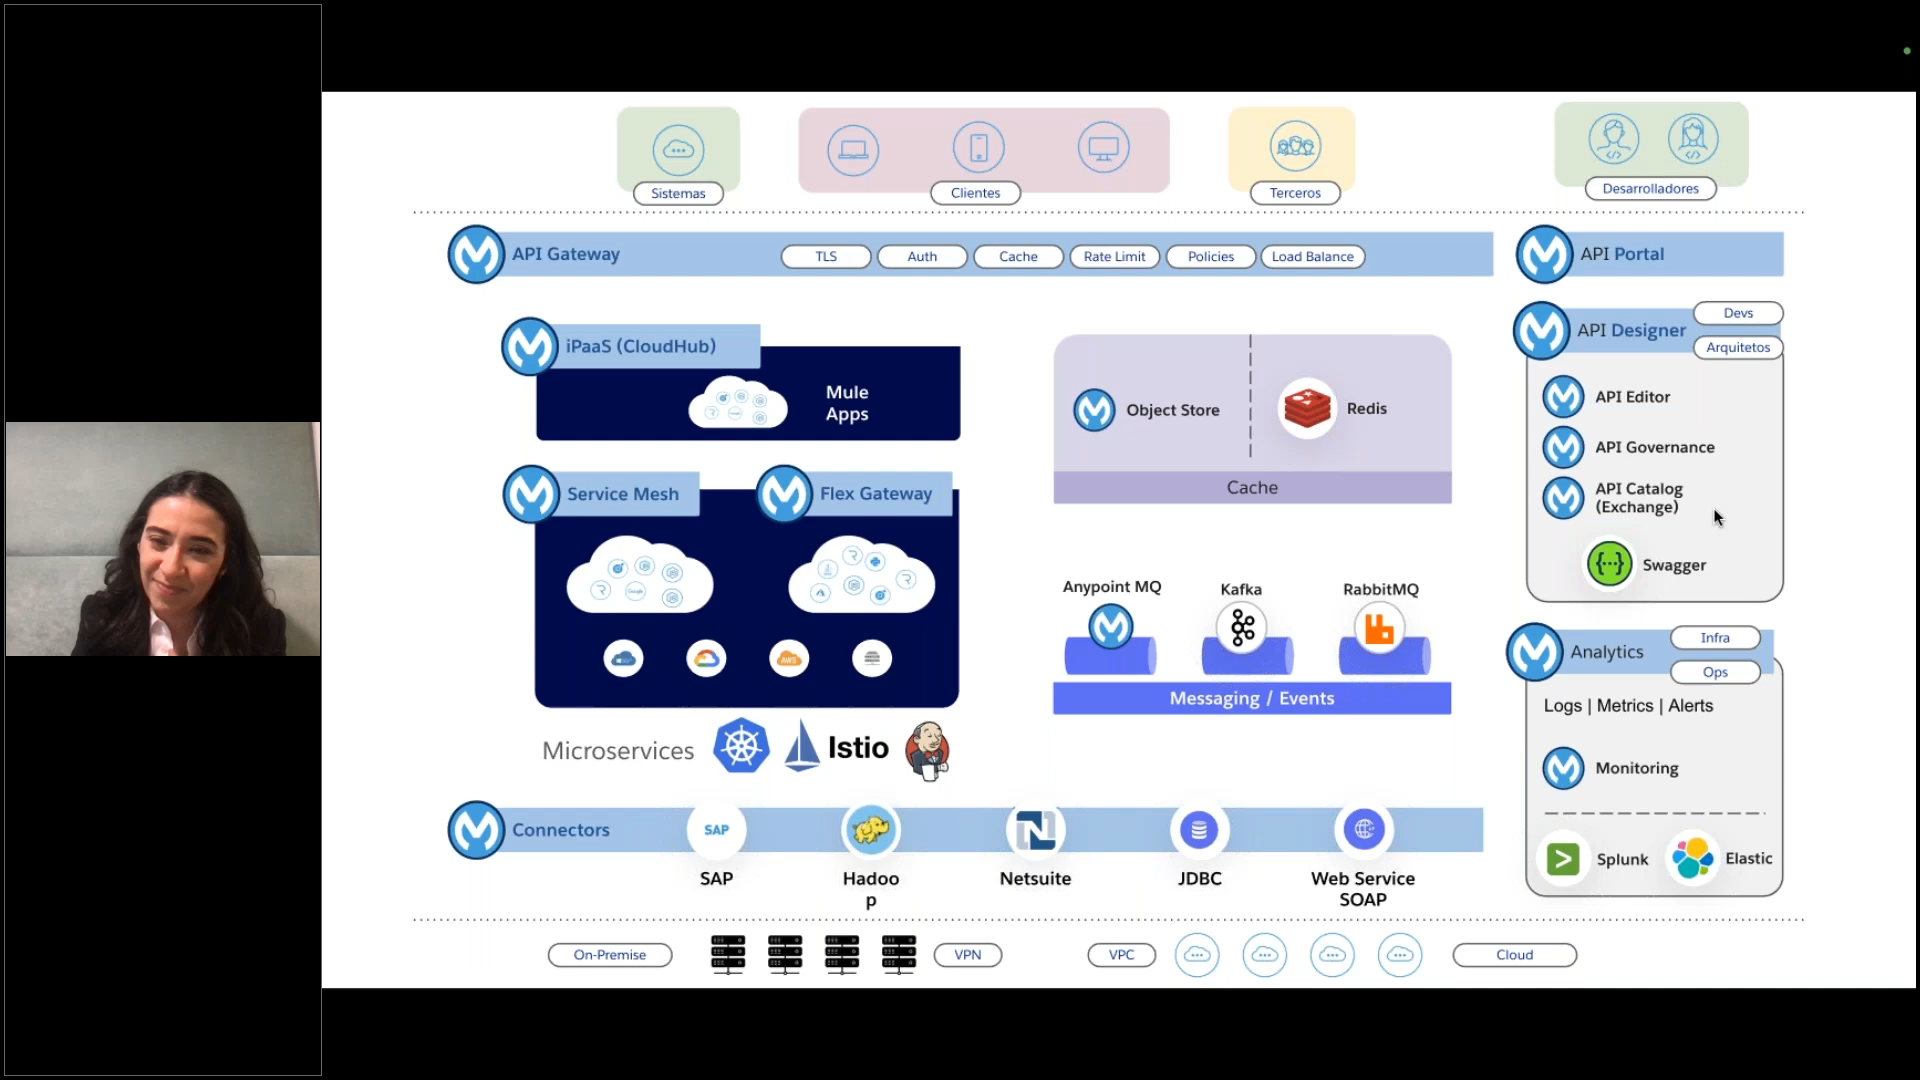 Sistemas
Clientes
Terceros
Desarrolladores
API Gateway
TLS
Auth
Cache
Rate Limit
Policies
Load Balance
API Portal
iPaaS (CloudHub)
Mule
Apps
Object Store
Redis
Cache
API Designer
Devs
Arquitetos
API Editor
API Governance
API Catalog
(Exchange)
Swagger
Service Mesh
Flex Gateway
AWS
Anypoint MQ
Kafka
RabbitMQ
Messaging / Events
Analytics
Infra
Ops
Logs | Metrics | Alerts
Monitoring
Splunk
Elastic
Microservices
Istio
Connectors
SAP
SAP
Hadoo
p
Netsuite
JDBC
Web Service
SOAP
On-Premise
VPN
VPC
Cloud